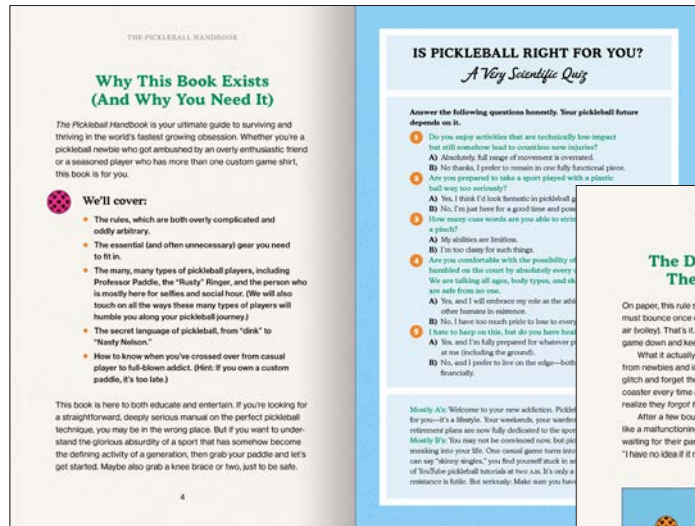 THE PICKLEBALL HANDBOOK
Why This Book Exists
(And Why You Need It)
The Pickleball Handbook is your ultimate guide to surviving and
thriving in the world's fastest growing obsession. Whether you're a
pickleball newbie who got ambushed by an overly enthusiastic friend
or a seasoned player who has more than one custom game shirt,
this book is for you.
We'll cover:
• The rules, which are both overly complicated and
oddly arbitrary.
• The essential (and often unnecessary) gear you need
to fit in.
• The many, many types of pickleball players, including
Professor Paddle, the "Rusty" Ringer, and the person who
is mostly here for selfies and social hour. (We will also
touch on all the ways these many types of players will
humble you along your pickleball journey.)
• The secret language of pickleball, from "dink" to
"Nasty Nelson."
• How to know when you've crossed over from casual
player to full-blown addict. (Hint: If you own a custom
paddle, it's too late.)
This book is here to both educate and entertain. If you're looking for
a straightforward, deeply serious manual on the perfect pickleball
technique, you may be in the wrong place. But if you want to under-
stand the glorious absurdity of a sport that has somehow become
the defining activity of a generation, then grab your paddle and let's
get started. Maybe also grab a knee brace or two, just to be safe.
4
IS PICKLEBALL RIGHT FOR YOU?
A Very Scientific Quiz
Answer the following questions honestly. Your pickleball future
depends on it.
1 Do you enjoy activities that are technically low-impact
but still somehow lead to countless new injuries?
A) Absolutely, full range of movement is overrated.
B) No thanks, I prefer to remain in one fully functional piece.
2 Are you prepared to take a sport played with a plastic
ball way too seriously?
A) Yes, I think I'd look fantastic in pickleball
B) No, I'm just here for a good time and
3 How many cuss words are you able to
a pinch?
A) My abilities are limitless.
B) I'm too classy for such things.
4 Are you comfortable with the possibility of
humbled on the court by absolutely every
We are talking all ages, body types, and
are safe from no one.
A) Yes, and I will embrace my role as the
other humans in existence.
B) No, I have too much pride to lose to
5 I hate to harp on this, but do you have
A) Yes, and I'm fully prepared for whatever
at me (including the ground).
B) No, and I prefer to live on the edge—both
financially.
Mostly A's: Welcome to your new addiction.
for you—it's a lifestyle. Your weekends, your
retirement plans are now fully dedicated to the
Mostly B's: You may not be convinced now, but
sneaking into your life. One casual game turns
can say "skinny singles," you find yourself stuck in
of YouTube pickleball tutorials at two A.M. It's only a
resistance is futile. But seriously: Make sure you have
The
The
On paper, this rule
must bounce once
air (volley). That's it.
game down and
What it actually
from newbies and
glitch and forget
coaster every time
realize they forgot
After a few
like a malfunctioning
waiting for their
"I have no idea if it